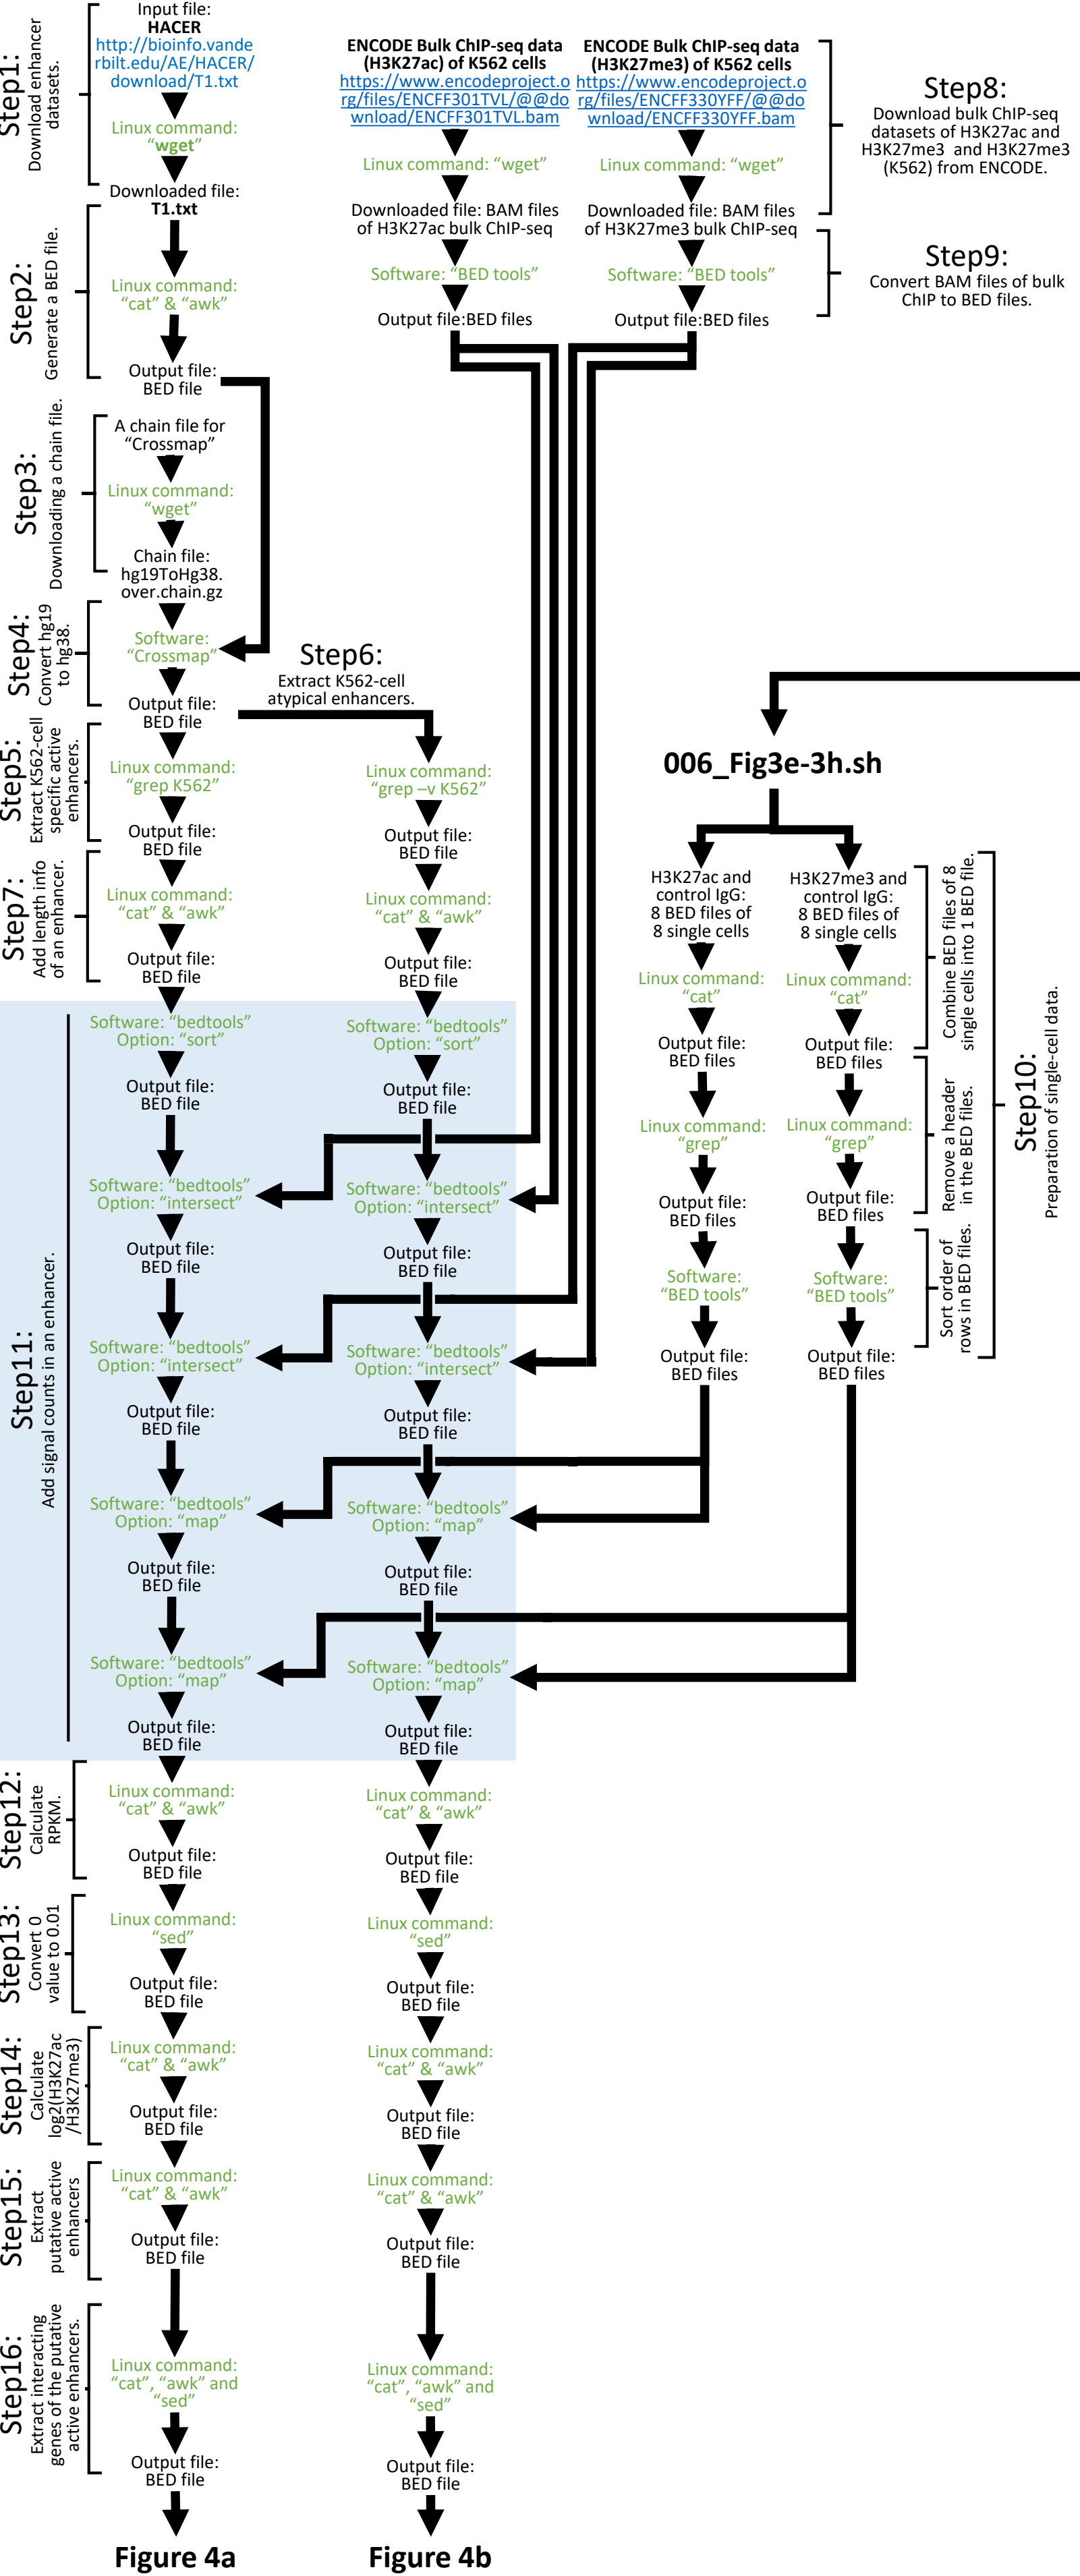 Step1:
Download enhancer
datasets.
Input file:
HACER
http://bioinfo.vande
rbilt.edu/AE/HACER/
download/T1.txt
Linux command:
“wget”
Downloaded file:
T1.txt
Step2:
Generate a BED file.
Linux command:
“cat” & “awk”
Output file:
BED file
Step3:
Downloading a chain file.
A chain file for
“Crossmap”
Linux command:
“wget”
Chain file:
hg19ToHg38.
over.chain.gz
Step4:
Convert hg19
to hg38.
Software:
“Crossmap”
Output file:
BED file
Step5:
Extract K562-cell
specific active
enhancers.
Linux command:
“grep K562”
Output file:
BED file
Step6:
Extract K562-cell
atypical enhancers.
Linux command:
“grep –v K562”
Output file:
BED file
Step7:
Add length info
of an enhancer.
Linux command:
“cat” & “awk”
Output file:
BED file
Linux command:
“cat” & “awk”
Output file:
BED file
ENCODE Bulk ChIP-seq data
(H3K27ac) of K562 cells
https://www.encodeproject.o
rg/files/ENCFF301TVL/@@do
wnload/ENCFF301TVL.bam
Linux command: “wget”
Downloaded file: BAM files
of H3K27ac bulk ChIP-seq
Software: “BED tools”
Output file:BED files
ENCODE Bulk ChIP-seq data
(H3K27me3) of K562 cells
https://www.encodeproject.o
rg/files/ENCFF330YFF/@@do
wnload/ENCFF330YFF.bam
Linux command: “wget”
Downloaded file: BAM files
of H3K27me3 bulk ChIP-seq
Software: “BED tools”
Output file:BED files
Step8:
Download bulk ChIP-seq
datasets of H3K27ac and
H3K27me3 and H3K27me3
(K562) from ENCODE.
Step9:
Convert BAM files of bulk
ChIP to BED files.
006_Fig3e-3h.sh
H3K27ac and
control IgG:
8 BED files of
8 single cells
Linux command:
“cat”
Output file:
BED files
Linux command:
“grep”
Output file:
BED files
Software:
“BED tools”
Output file:
BED files
H3K27me3 and
control IgG:
8 BED files of
8 single cells
Linux command:
“cat”
Output file:
BED files
Linux command:
“grep”
Output file:
BED files
Software:
“BED tools”
Output file:
BED files
Combine BED files of 8
single cells into 1 BED file.
Remove a header
in the BED files.
Sort order of
rows in BED files.
Step10:
Preparation of single-cell data.
Step11:
Add signal counts in an enhancer.
Software: “bedtools”
Option: “sort”
Output file:
BED file
Software: “bedtools”
Option: “intersect”
Output file:
BED file
Software: “bedtools”
Option: “intersect”
Output file:
BED file
Software: “bedtools”
Option: “map”
Output file:
BED file
Software: “bedtools”
Option: “map”
Output file:
BED file
Software: “bedtools”
Option: “sort”
Output file:
BED file
Software: “bedtools”
Option: “intersect”
Output file:
BED file
Software: “bedtools”
Option: “intersect”
Output file:
BED file
Software: “bedtools”
Option: “map”
Output file:
BED file
Software: “bedtools”
Option: “map”
Output file:
BED file
Step12:
Calculate
RPKM.
Linux command:
“cat” & “awk”
Output file:
BED file
Linux command:
“cat” & “awk”
Output file:
BED file
Step13:
Convert 0
value to 0.01
Linux command:
“sed”
Output file:
BED file
Linux command:
“sed”
Output file:
BED file
Step14:
Calculate
log2(H3K27ac
/H3K27me3)
Linux command:
“cat” & “awk”
Output file:
BED file
Linux command:
“cat” & “awk”
Output file:
BED file
Step15:
Extract
putative active
enhancers
Linux command:
“cat” & “awk”
Output file:
BED file
Linux command:
“cat” & “awk”
Output file:
BED file
Step16:
Extract interacting
genes of the putative
active enhancers.
Linux command:
“cat”, “awk” and
“sed”
Output file:
BED file
Linux command:
“cat”, “awk” and
“sed”
Output file:
BED file
Figure 4a
Figure 4b